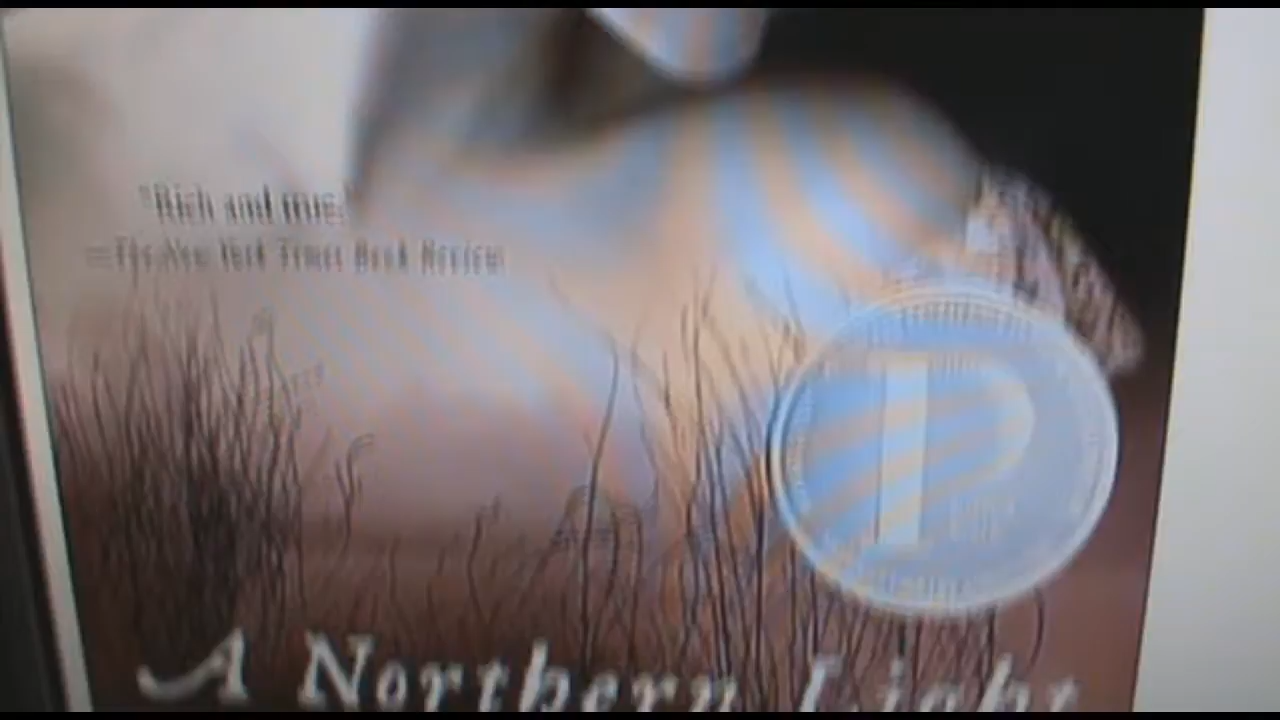 "Rich and true."
—The New York Times Book Review
P
A Northern Light